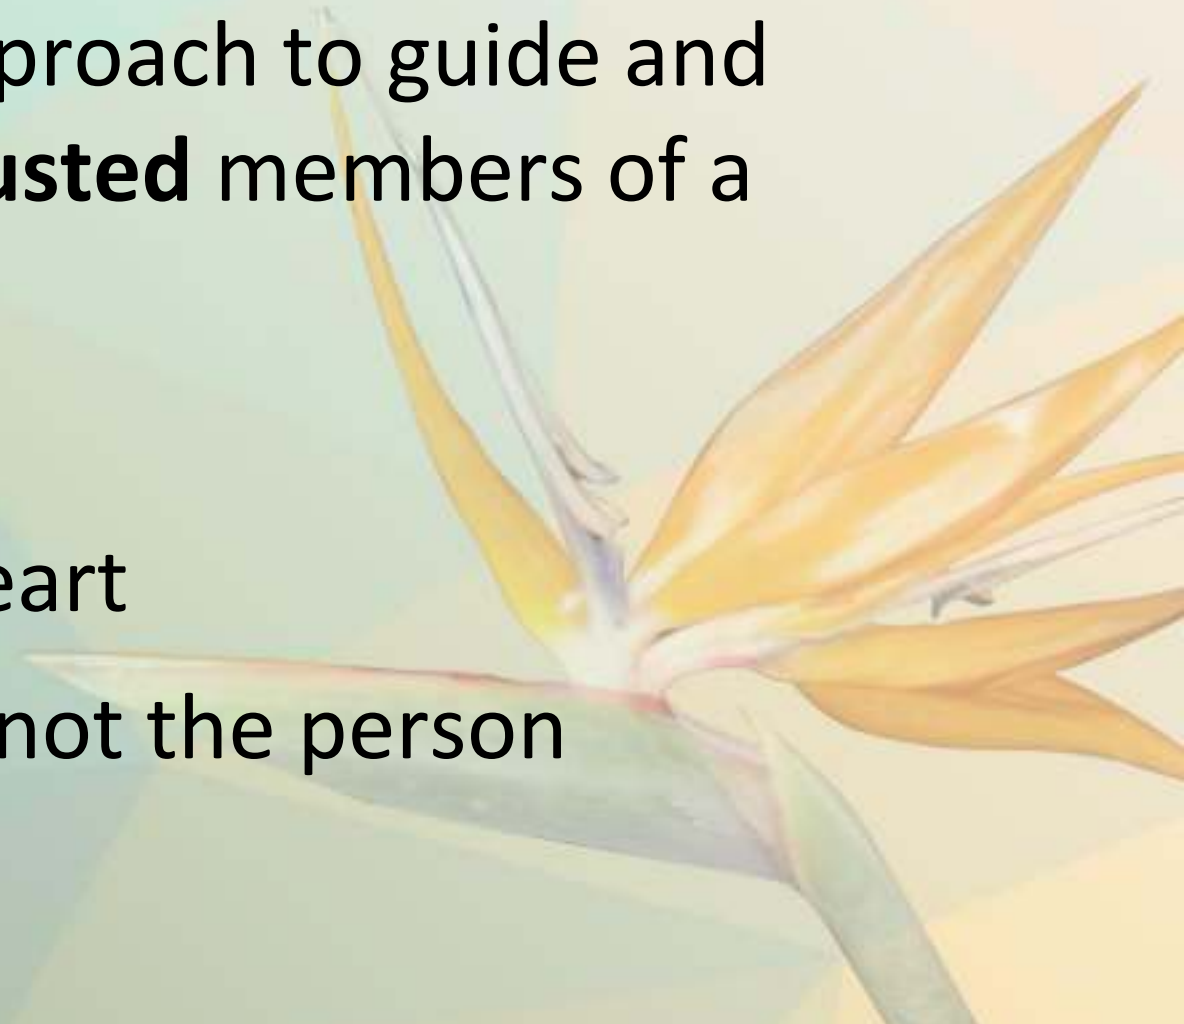 proach to guide and
usted members of a
eart
not the person